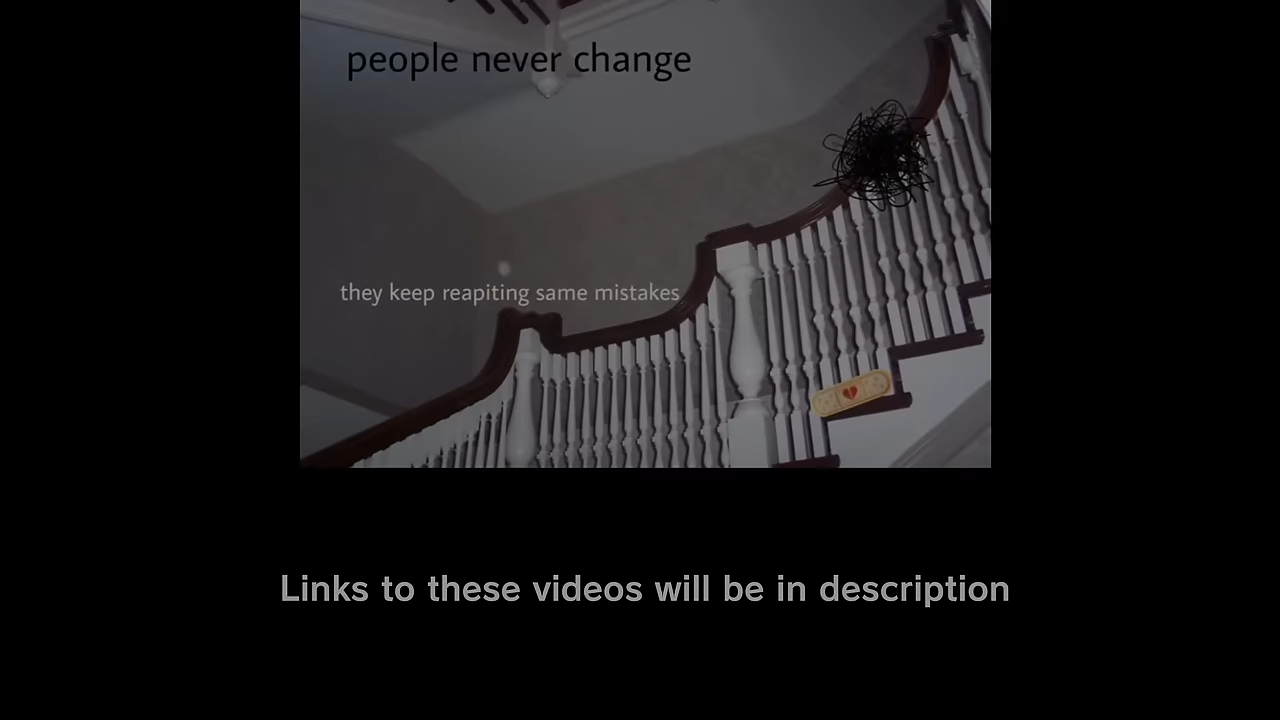 people never change
they keep reapiting same mistakes
Links to these videos will be in description